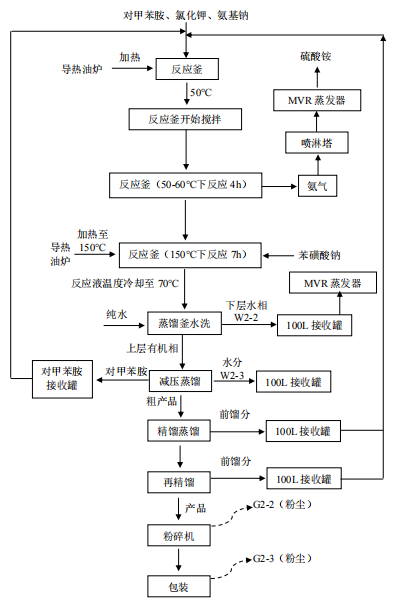 对甲苯胺、氯化钾、氨基钠
加热
导热油炉
反应釜
硫酸铵
50℃
MVR 蒸发器
反应釜开始搅拌
喷淋塔
反应釜（50-60℃下反应 4h）
氨气
加热至
150℃
导热
油炉
反应釜（150℃下反应 7h）
苯磺酸钠
反应液温度冷却至 70℃
MVR 蒸发器
纯水
蒸馏釜水洗
下层水相
W2-2
100L 接收罐
上层有机相
对甲苯胺
接收罐
对甲苯胺
减压蒸馏
水分
W2-3
100L 接收罐
粗产品
精馏蒸馏
前馏分
100L 接收罐
再精馏
前馏分
100L 接收罐
产品
G2-2（粉尘）
粉碎机
G2-3（粉尘）
包装